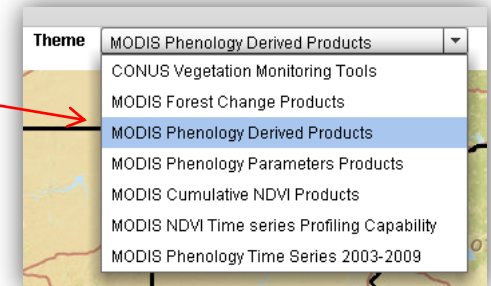 Theme MODIS Phenology Derived Products
CONUS Vegetation Monitoring Tools
MODIS Forest Change Products
MODIS Phenology Derived Products
MODIS Phenology Parameters Products
MODIS Cumulative NDVI Products
MODIS NDVI Time series Profiling Capability
MODIS Phenology Time Series 2003-2009